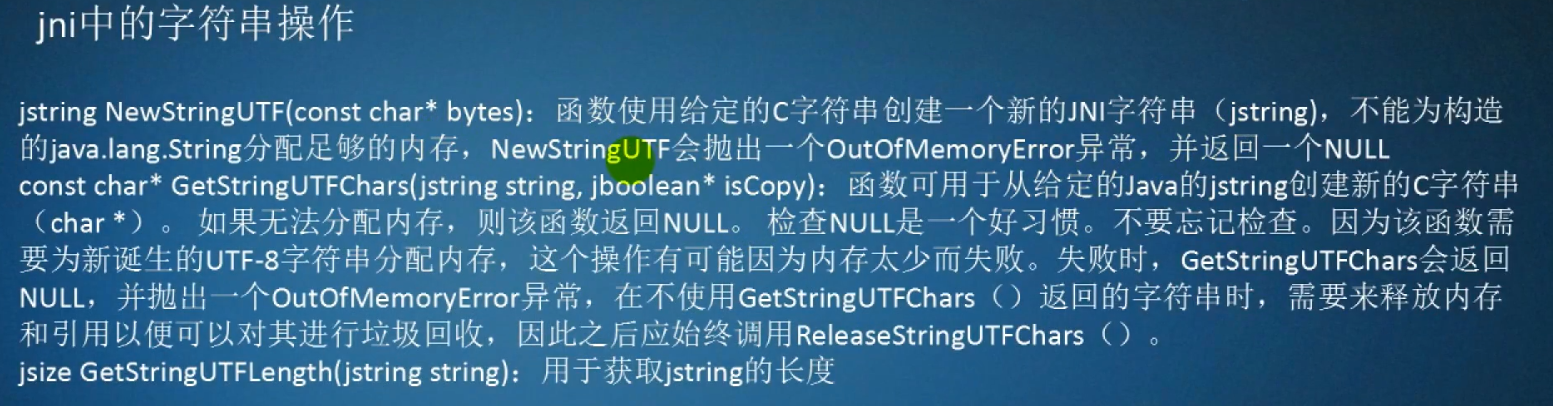 jni中的字符串操作
jstring NewStringUTF(const char* bytes)：函数使用给定的C字符串创建一个新的JNI字符串（jstring)，不能为构造
的java.lang.String分配足够的内存，NewStringUTF会抛出一个OutOfMemoryError异常，并返回一个NULL
const char* GetStringUTFChars(jstring string, jboolean* isCopy)：函数可用于从给定的Java的jstring创建新的C字符串
（char *）。 如果无法分配内存，则该函数返回NULL。 检查NULL是一个好习惯。不要忘记检查。因为该函数需
要为新诞生的UTF-8字符串分配内存，这个操作有可能因为内存太少而失败。失败时，GetStringUTFChars会返回
NULL，并抛出一个OutOfMemoryError异常，在不使用GetStringUTFChars（）返回的字符串时，需要来释放内存
和引用以便可以对其进行垃圾回收，因此之后应始终调用ReleaseStringUTFChars（）。
jsize GetStringUTFLength(jstring string)：用于获取jstring的长度